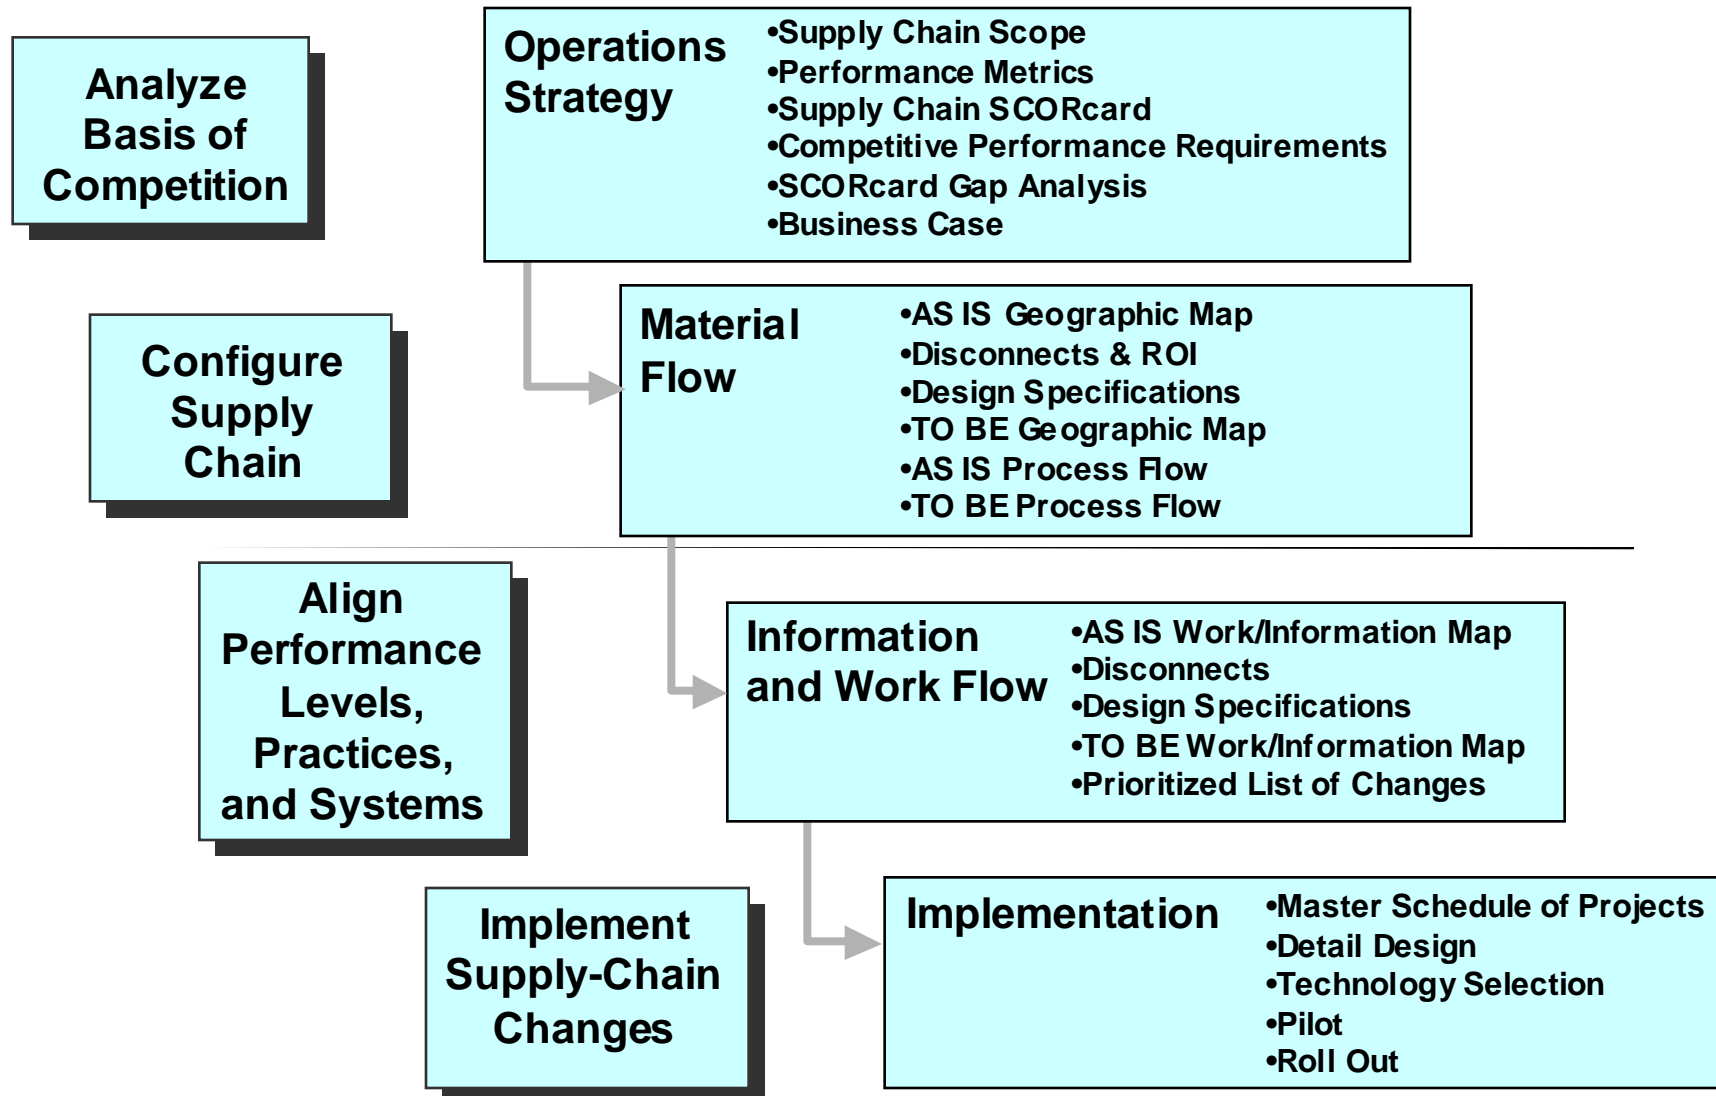 Analyze
Basis of
Competition
Operations
Strategy
•Supply Chain Scope
•Performance Metrics
•Supply Chain SCORcard
•Competitive Performance Requirements
•SCORcard Gap Analysis
•Business Case
Configure
Supply
Chain
Material
Flow
•AS IS Geographic Map
•Disconnects & ROI
•Design Specifications
•TO BE Geographic Map
•AS IS Process Flow
•TO BE Process Flow
Align
Performance
Levels,
Practices,
and Systems
Information
and Work Flow
•AS IS Work/Information Map
•Disconnects
•Design Specifications
•TO BE Work/Information Map
•Prioritized List of Changes
Implement
Supply-Chain
Changes
Implementation
•Master Schedule of Projects
•Detail Design
•Technology Selection
•Pilot
•Roll Out